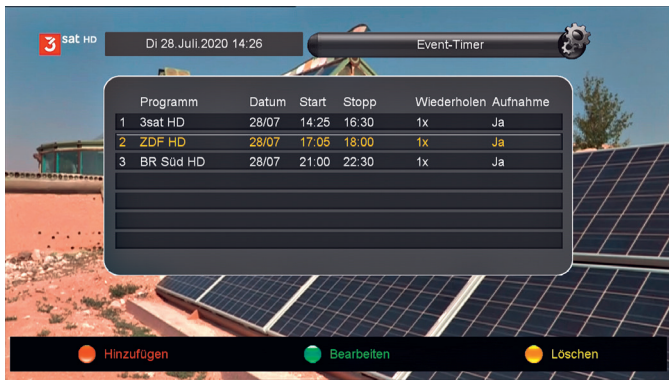 3sat HD
Di 28.Juli.2020 14:26
Event-Timer
Programm Datum Start Stopp Wiederholen Aufnahme
1 3sat HD 28/07 14:25 16:30 1x Ja
2 ZDF HD 28/07 17:05 18:00 1x Ja
3 BR Süd HD 28/07 21:00 22:30 1x Ja
Hinzufügen Bearbeiten Löschen